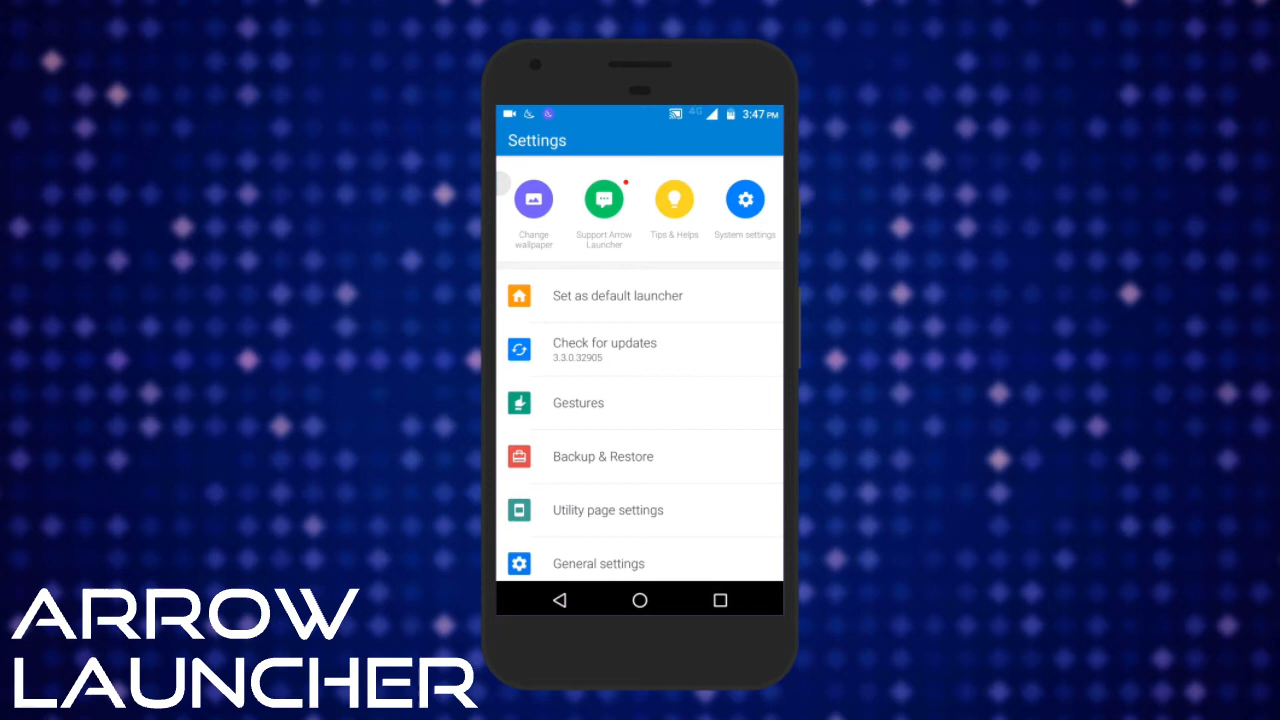 4G 3:47 PM
Settings
Change
wallpaper
Support Arrow
Launcher
Tips & Helps
System settings
Set as default launcher
Check for updates
3.3.0.32905
Gestures
Backup & Restore
Utility page settings
General settings
ARROW
LAUNCHER